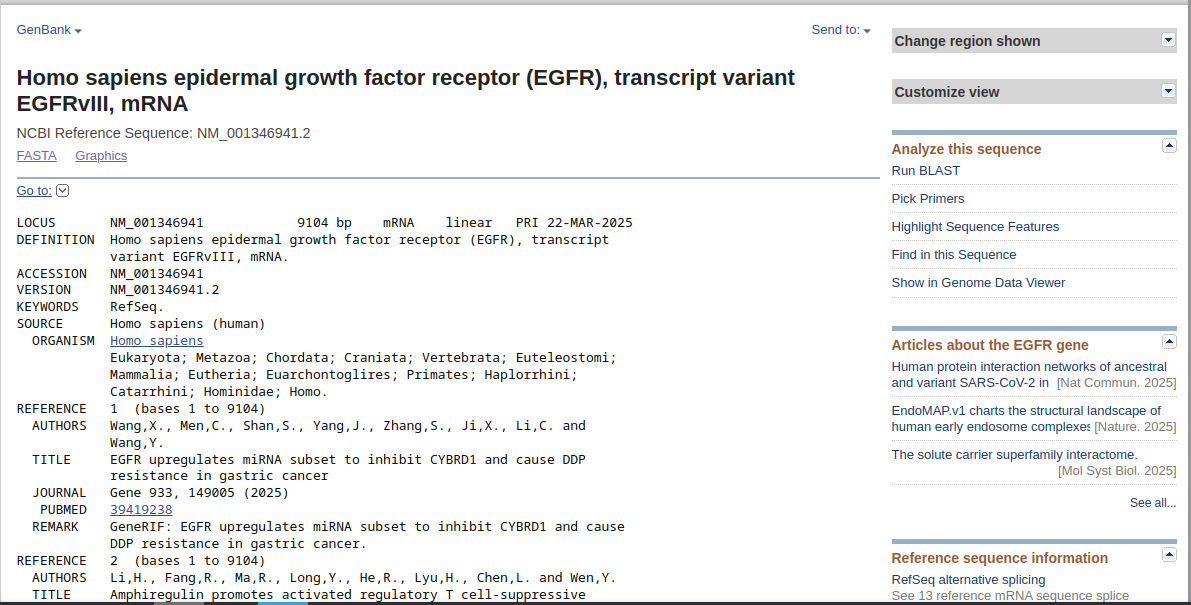 GenBank
Send to:
Homo sapiens epidermal growth factor receptor (EGFR), transcript variant
EGFRvIII, mRNA
NCBI Reference Sequence: NM_001346941.2
FASTA Graphics
Go to:
LOCUS NM_001346941 9104 bp mRNA linear PRI 22-MAR-2025
DEFINITION Homo sapiens epidermal growth factor receptor (EGFR), transcript
variant EGFRvIII, mRNA.
ACCESSION NM_001346941
VERSION NM_001346941.2
KEYWORDS RefSeq.
SOURCE Homo sapiens (human)
ORGANISM Homo sapiens
Eukaryota; Metazoa; Chordata; Craniata; Vertebrata; Euteleostomi;
Mammalia; Eutheria; Euarchontoglires; Primates; Haplorrhini;
Catarrhini; Hominidae; Homo.
REFERENCE 1 (bases 1 to 9104)
AUTHORS Wang,X., Men,C., Shan,S., Yang,J., Zhang,S., Ji,X., Li,C. and
Wang,Y.
TITLE EGFR upregulates miRNA subset to inhibit CYBRD1 and cause DDP
resistance in gastric cancer
JOURNAL Gene 933, 149005 (2025)
PUBMED 39419238
REMARK GeneRIF: EGFR upregulates miRNA subset to inhibit CYBRD1 and cause
DDP resistance in gastric cancer.
REFERENCE 2 (bases 1 to 9104)
AUTHORS Li,H., Fang,R., Ma,R., Long,Y., He,R., Lyu,H., Chen,L. and Wen,Y.
TITLE Amphiregulin promotes activated regulatory T cell-suppressive
Change region shown
Customize view
Analyze this sequence
Run BLAST
Pick Primers
Highlight Sequence Features
Find in this Sequence
Show in Genome Data Viewer
Articles about the EGFR gene
Human protein interaction networks of ancestral
and variant SARS-CoV-2 in [Nat Commun. 2025]
EndoMAP.v1 charts the structural landscape of
human early endosome complexes [Nature. 2025]
The solute carrier superfamily interactome.
[Mol Syst Biol. 2025]
See all...
Reference sequence information
RefSeq alternative splicing
See 13 reference mRNA sequence splice